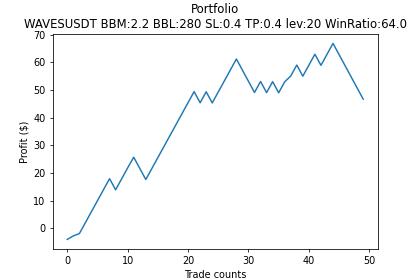 Portfolio
WAVESUSDT BBM:2.2 BBL:280 SL:0.4 TP:0.4 lev:20 WinRatio:64.0
70
60
50
40
30
20
10
0
Profit ($)
0 10 20 30 40 50
Trade counts